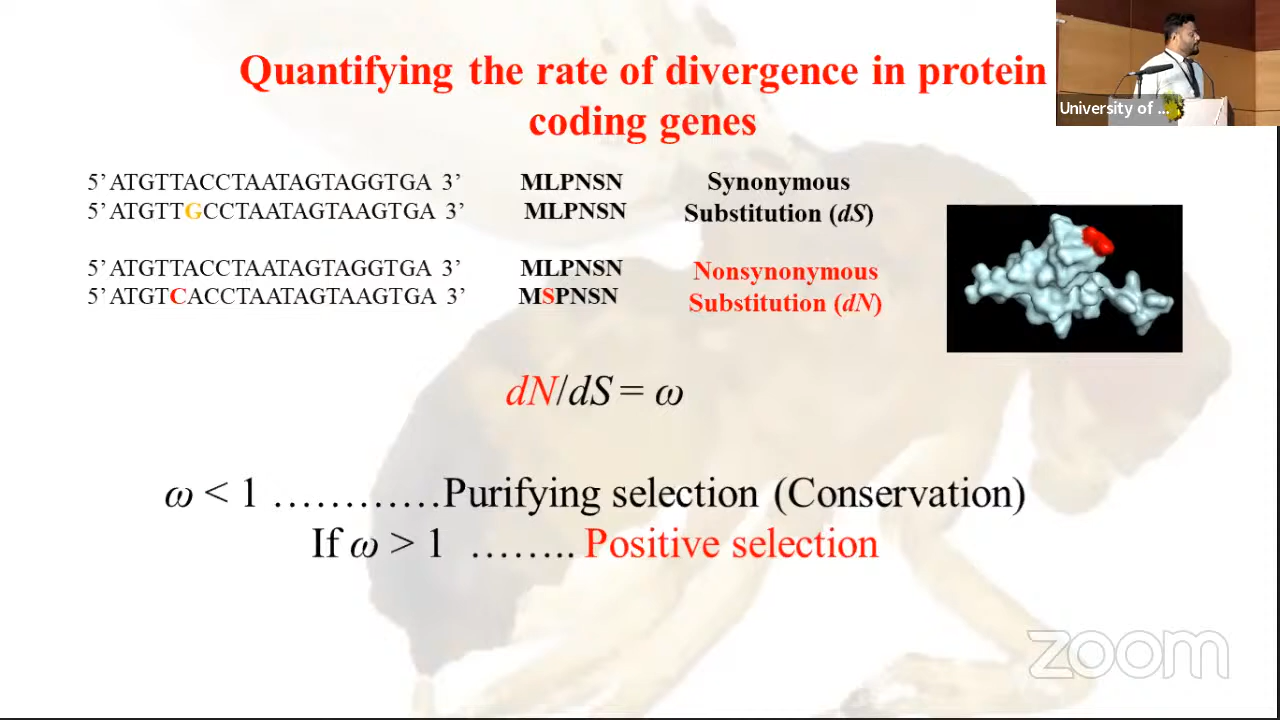 Quantifying the rate of divergence in protein
coding genes
University of ...
5’ ATGTTACCTAATAGTAGGTGA 3’ MLPNSN Synonymous
5’ ATGTTGCCTAATAGTAAGTGA 3’ MLPNSN Substitution (dS)
5’ ATGTTACCTAATAGTAGGTGA 3’ MLPNSN Nonsynonymous
5’ ATGTCACCTAATAGTAAGTGA 3’ MSPNSN Substitution (dN)
dN/dS = ω
ω < 1 …………Purifying selection (Conservation)
If ω > 1 …….. Positive selection
zoom